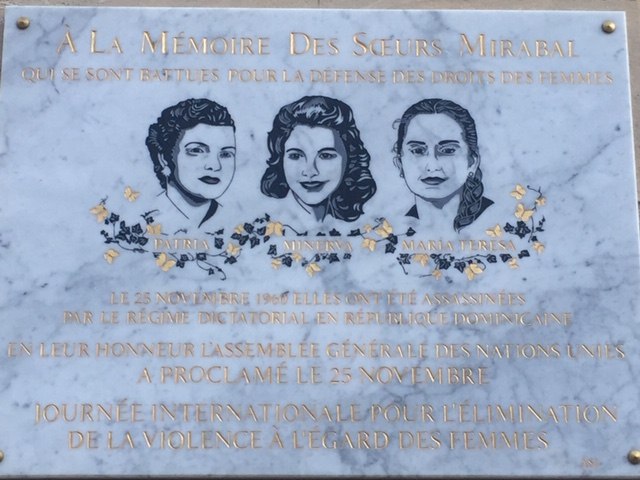 À La Mémoire Des Sœurs Mirabal
QUI SE SONT BATTUES POUR LA DÉFENSE DES DROITS DES FEMMES
PATRIA MINERVA MARÍA TERESA
LE 25 NOVEMBRE 1960 ELLES ONT ÉTÉ ASSASSINÉES
PAR LE RÉGIME DICTATORIAL EN RÉPUBLIQUE DOMINICAINE
EN LEUR HONNEUR L'ASSEMBLÉE GÉNÉRALE DES NATIONS UNIES
A PROCLAMÉ LE 25 NOVEMBRE
JOURNÉE INTERNATIONALE POUR L'ÉLIMINATION
DE LA VIOLENCE À L'ÉGARD DES FEMMES